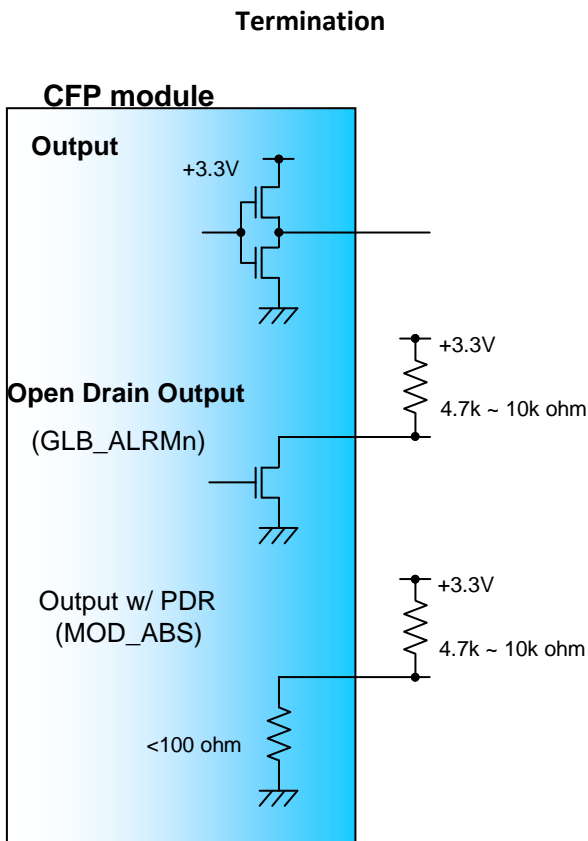 Termination
CFP module
Output
+3.3V
+3.3V
Open Drain Output
4.7k ~ 10k ohm
(GLB_ALRMn)
+3.3V
Output w/ PDR
(MOD_ABS)
4.7k ~ 10k ohm
<100 ohm